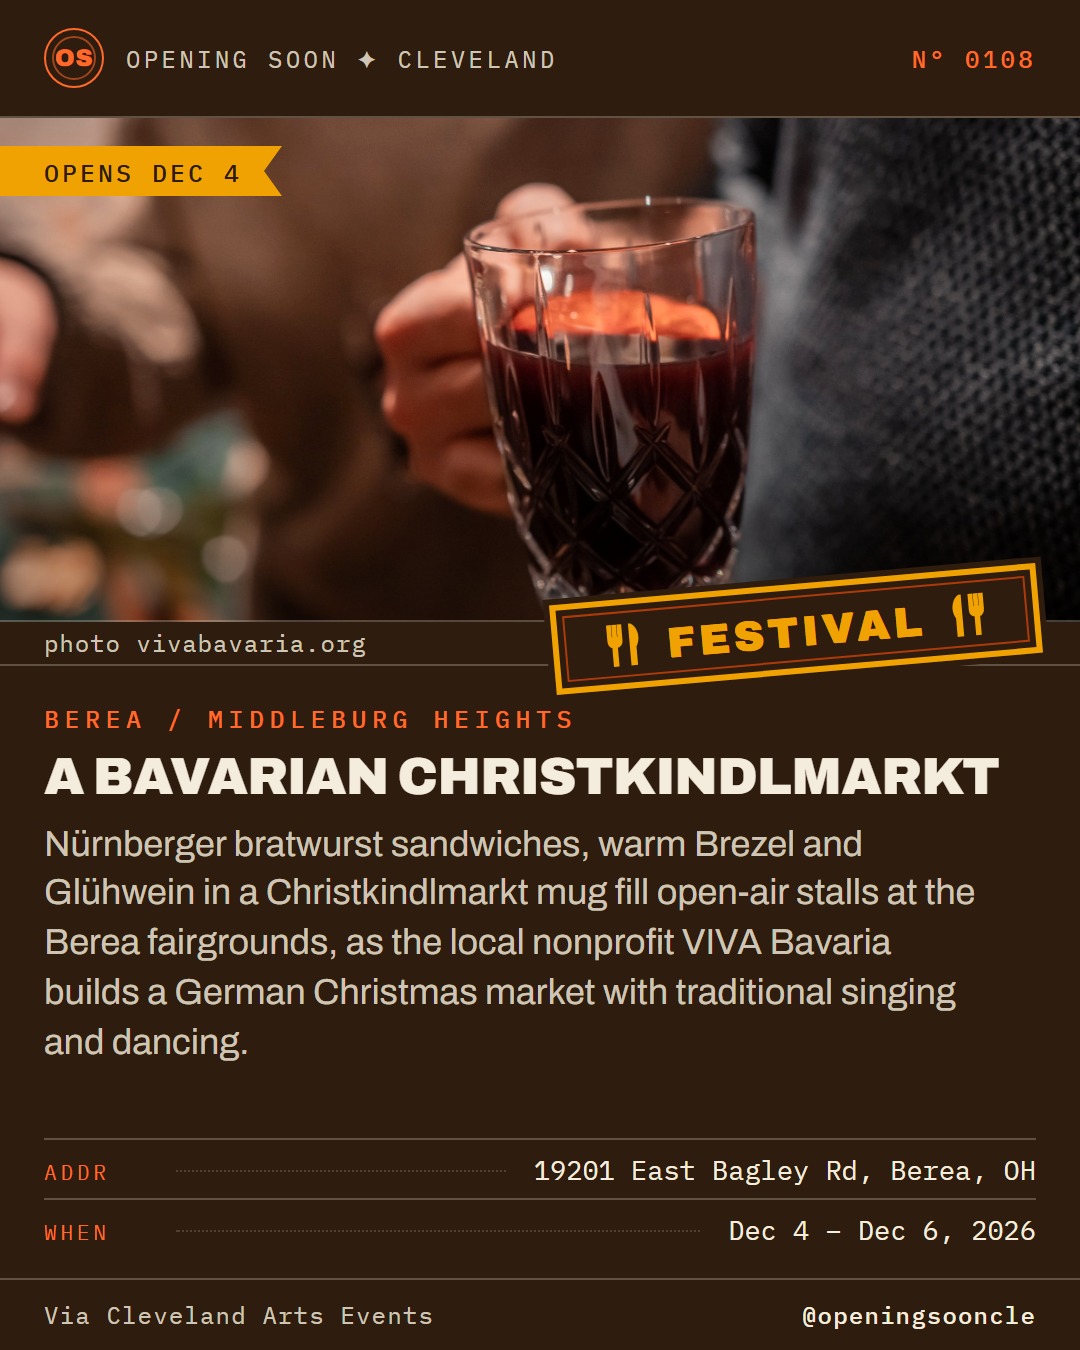 OS
OPENING SOON ✦ CLEVELAND
N° 0108
OPENS DEC 4
photo vivabavaria.org
FESTIVAL
BEREA / MIDDLEBURG HEIGHTS
A BAVARIAN CHRISTKINDLMARKT
Nürnberger bratwurst sandwiches, warm Brezel and
Glühwein in a Christkindlmarkt mug fill open-air stalls at the
Berea fairgrounds, as the local nonprofit VIVA Bavaria
builds a German Christmas market with traditional singing
and dancing.
ADDR 19201 East Bagley Rd, Berea, OH
WHEN Dec 4 – Dec 6, 2026
Via Cleveland Arts Events
@openingsooncle